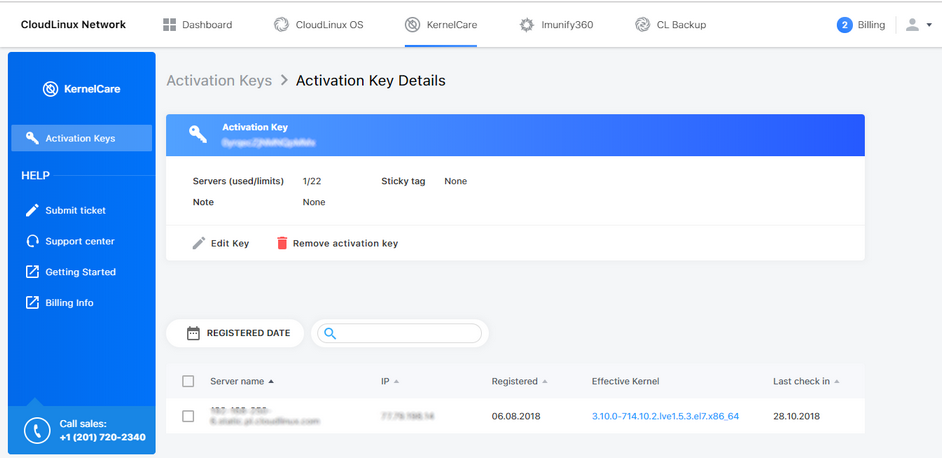 CloudLinux Network
Dashboard
CloudLinux OS
KernelCare
Imunify360
CL Backup
2 Billing
KernelCare
Activation Keys
HELP
Submit ticket
Support center
Getting Started
Billing Info
Call sales:
+1 (201) 720-2340
Activation Keys > Activation Key Details
Activation Key
Servers (used/limits) 1/22 Sticky tag None
Note None
Edit Key Remove activation key
REGISTERED DATE
Server name IP Registered Effective Kernel Last check in
06.08.2018 3.10.0-714.10.2.lve1.5.3.el7.x86_64 28.10.2018